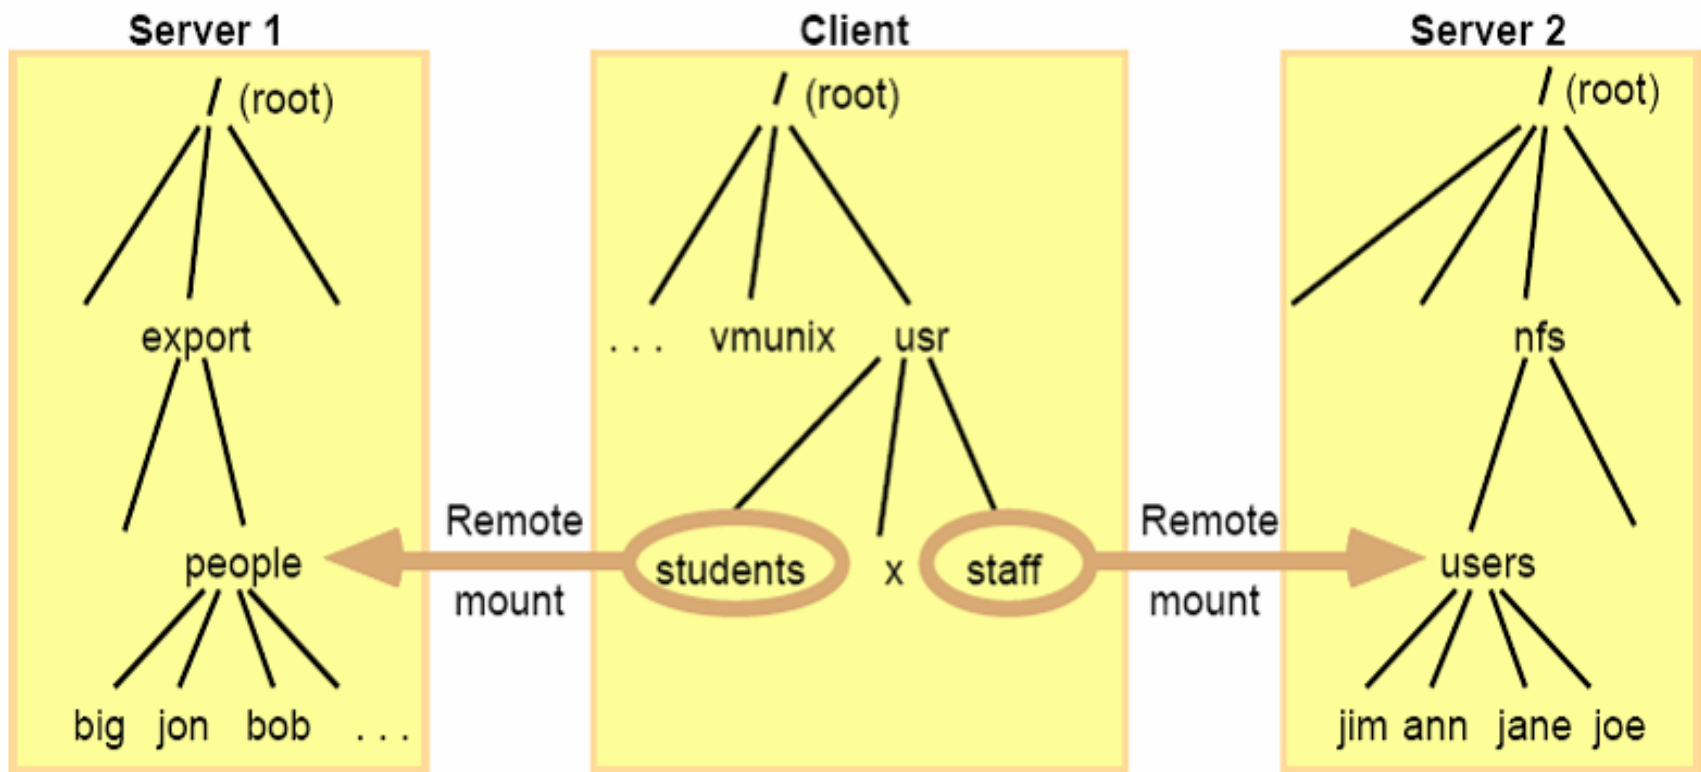 Server 1
Client
Server 2
/ (root)
/ (root)
/ (root)
export
. . .
vmunix
usr
nfs
Remote
mount
Remote
mount
people
students
x
staff
users
big jon bob . . .
jim ann jane joe